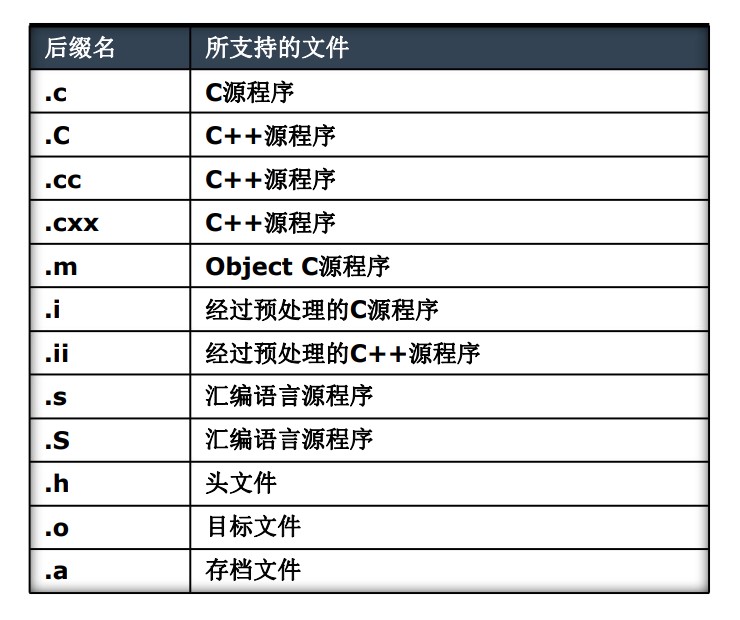 后缀名 所支持的文件
.c C源程序
.C C++源程序
.cc C++源程序
.cxx C++源程序
.m Object C源程序
.i 经过预处理的C源程序
.ii 经过预处理的C++源程序
.s 汇编语言源程序
.S 汇编语言源程序
.h 头文件
.o 目标文件
.a 存档文件